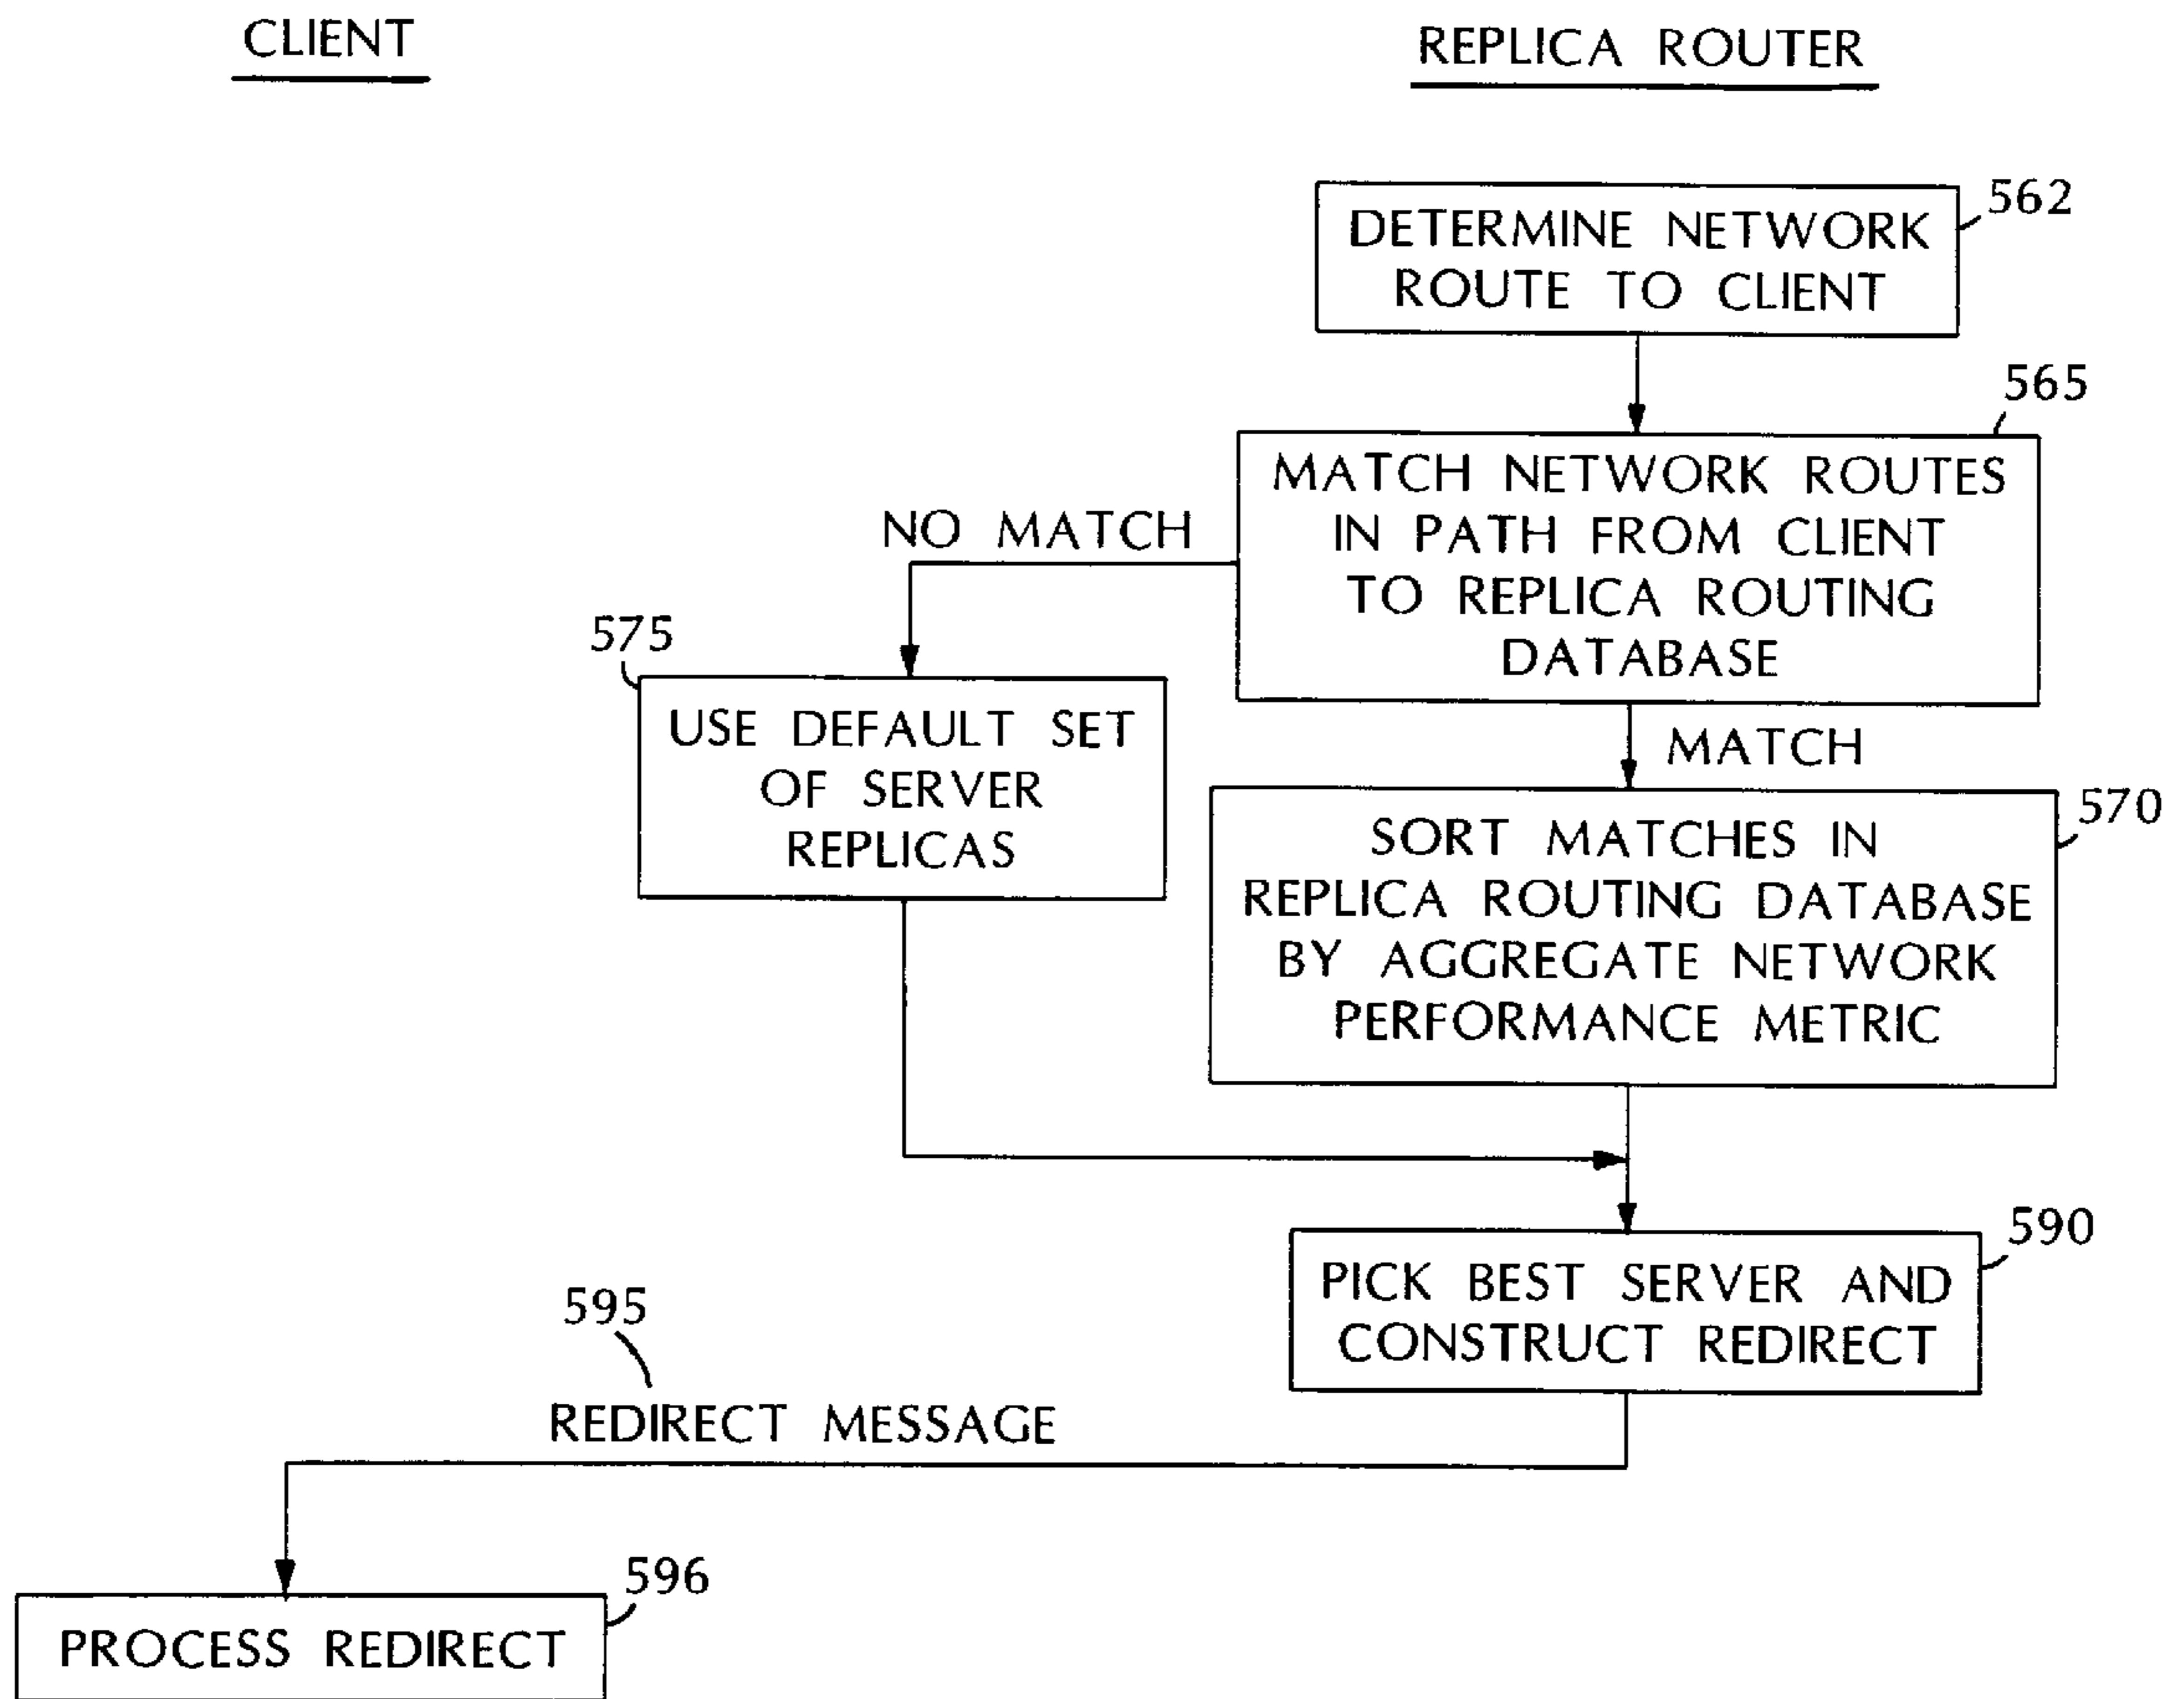 CLIENT
REPLICA ROUTER
562
DETERMINE NETWORK
ROUTE TO CLIENT
565
MATCH NETWORK ROUTES
IN PATH FROM CLIENT
TO REPLICA ROUTING
DATABASE
NO MATCH
575
USE DEFAULT SET
OF SERVER
REPLICAS
MATCH
570
SORT MATCHES IN
REPLICA ROUTING DATABASE
BY AGGREGATE NETWORK
PERFORMANCE METRIC
590
PICK BEST SERVER AND
CONSTRUCT REDIRECT
595
REDIRECT MESSAGE
596
PROCESS REDIRECT